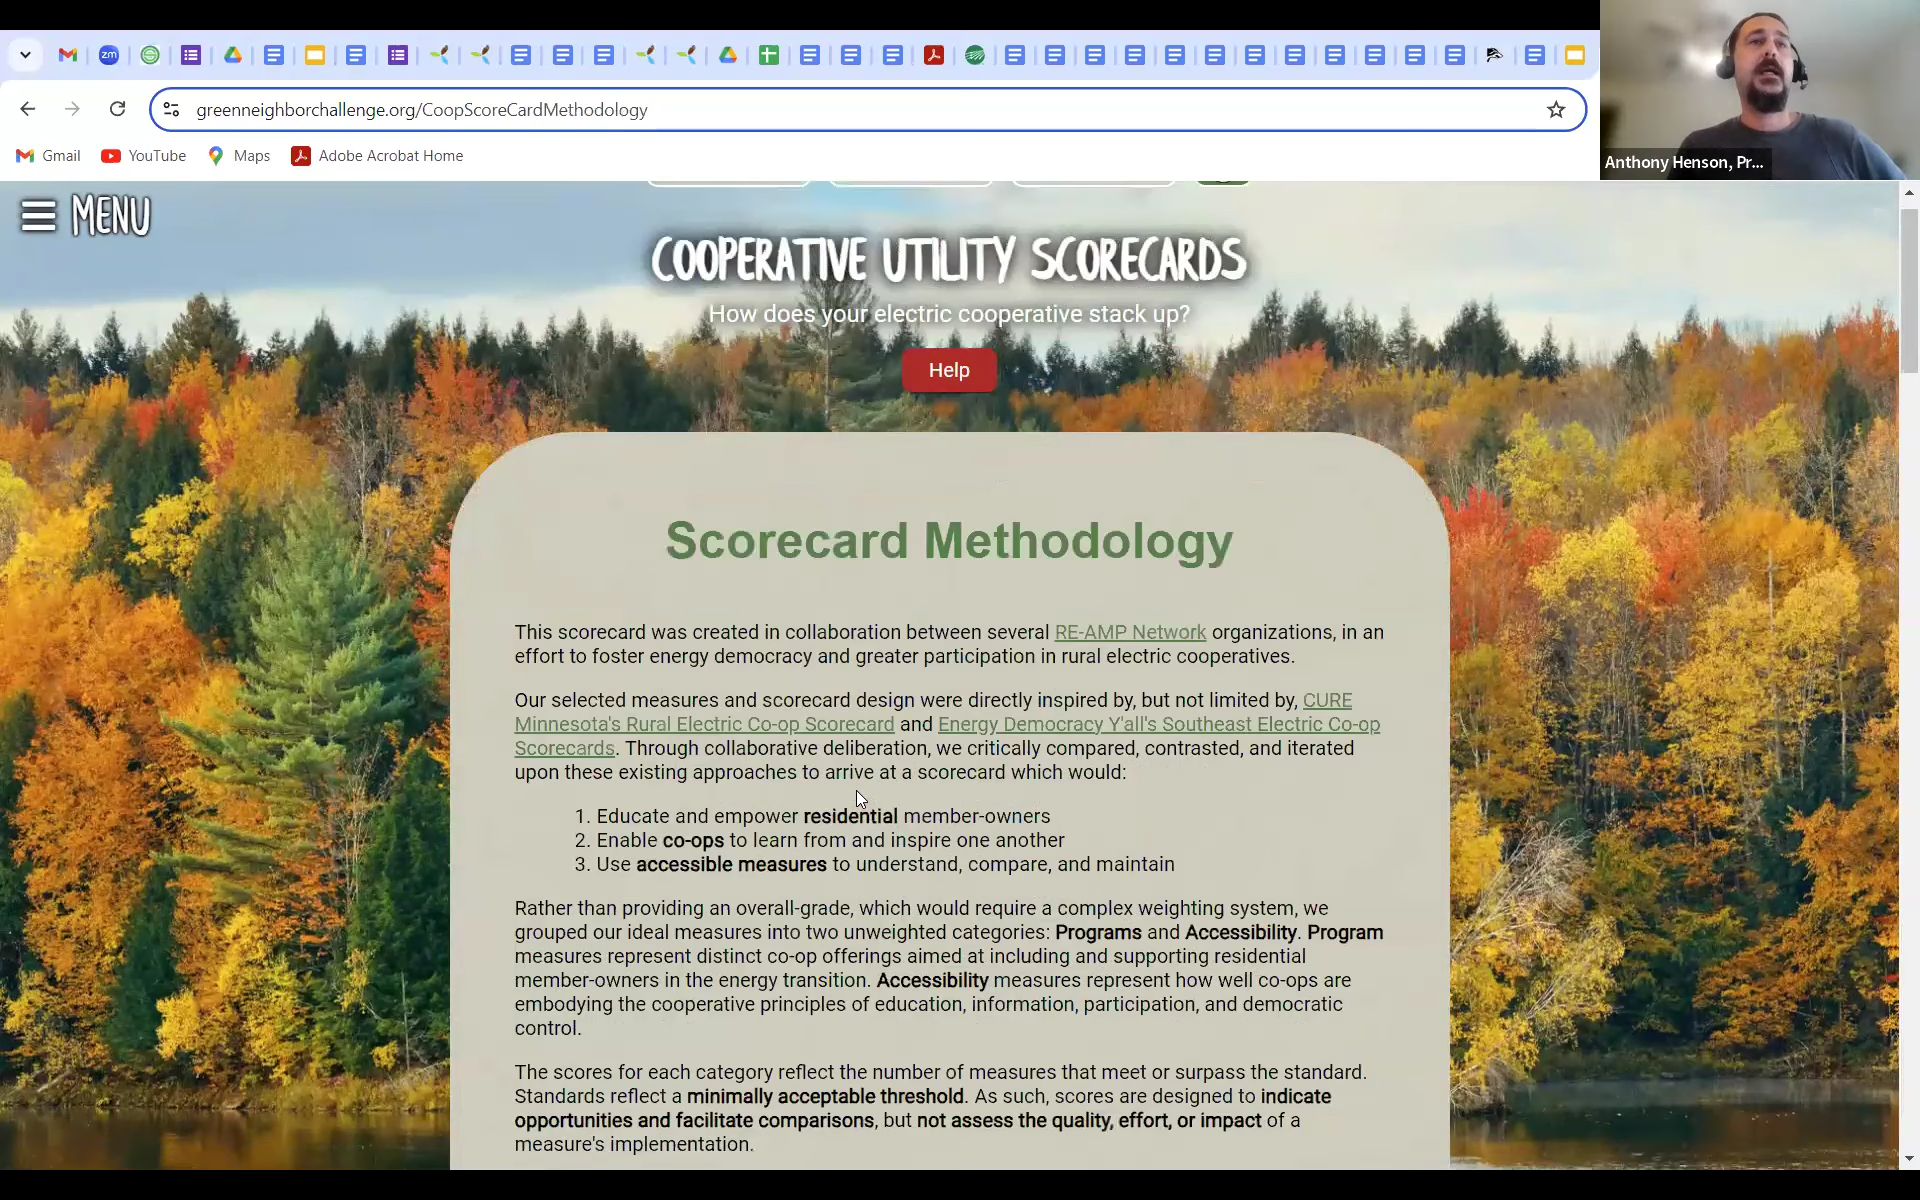 greenneighborchallenge.org/CoopScoreCardMethodology
Gmail YouTube Maps Adobe Acrobat Home
Anthony Henson, Pr...
MENU
COOPERATIVE UTILITY SCORECARDS
How does your electric cooperative stack up?
Help
Scorecard Methodology
This scorecard was created in collaboration between several RE-AMP Network organizations, in an
effort to foster energy democracy and greater participation in rural electric cooperatives.
Our selected measures and scorecard design were directly inspired by, but not limited by, CURE
Minnesota's Rural Electric Co-op Scorecard and Energy Democracy Y'all's Southeast Electric Co-op
Scorecards. Through collaborative deliberation, we critically compared, contrasted, and iterated
upon these existing approaches to arrive at a scorecard which would:
1. Educate and empower residential member-owners
2. Enable co-ops to learn from and inspire one another
3. Use accessible measures to understand, compare, and maintain
Rather than providing an overall-grade, which would require a complex weighting system, we
grouped our ideal measures into two unweighted categories: Programs and Accessibility. Program
measures represent distinct co-op offerings aimed at including and supporting residential
member-owners in the energy transition. Accessibility measures represent how well co-ops are
embodying the cooperative principles of education, information, participation, and democratic
control.
The scores for each category reflect the number of measures that meet or surpass the standard.
Standards reflect a minimally acceptable threshold. As such, scores are designed to indicate
opportunities and facilitate comparisons, but not assess the quality, effort, or impact of a
measure's implementation.